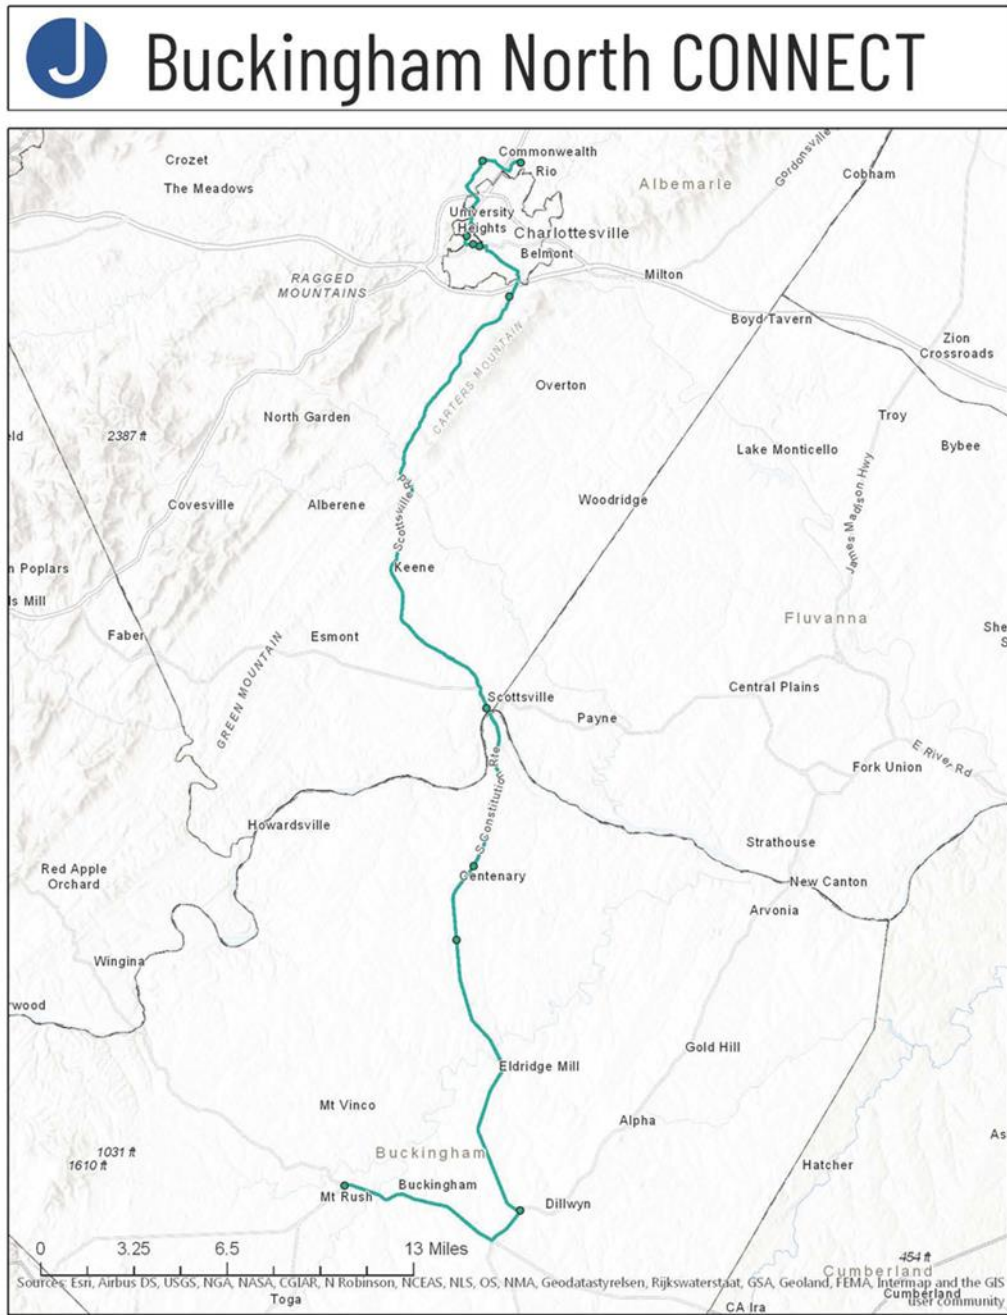 J Buckingham North CONNECT
Crozet
Commonwealth
The Meadows
Rio
Albemarle
Gordonsville
Cobham
University
Heights
Charlottesville
Belmont
RAGGED
MOUNTAINS
Milton
Boyd Tavern
Zion
Crossroads
CARTERS MOUNTAIN
Overton
North Garden
2387 ft
Troy
Lake Monticello
Bybee
James Madison Hwy
Covesville
Alberene
Scottsville Rd
Woodridge
n Poplars
Keene
ls Mill
Fluvanna
Faber
Esmont
GREEN MOUNTAIN
Central Plains
Scottsville
Payne
S Constitution Rte
E River Rd
Fork Union
Howardsville
Strathouse
Red Apple
Orchard
Centenary
New Canton
Arvonia
Wingina
rwood
Gold Hill
Eldridge Mill
Mt Vinco
Alpha
1031 ft
1610 ft
Buckingham
Hatcher
Mt Rush
Buckingham
Dillwyn
0 3.25 6.5 13 Miles
454 ft
Cumberland
Sources: Esri, Airbus DS, USGS, NGA, NASA, CGIAR, N Robinson, NCEAS, NLS, OS, NMA, Geodatastyrelsen, Rijkswaterstaat, GSA, Geoland, FEMA, Intermap and the GIS
user community
Cumberland
Toga
CA Ira